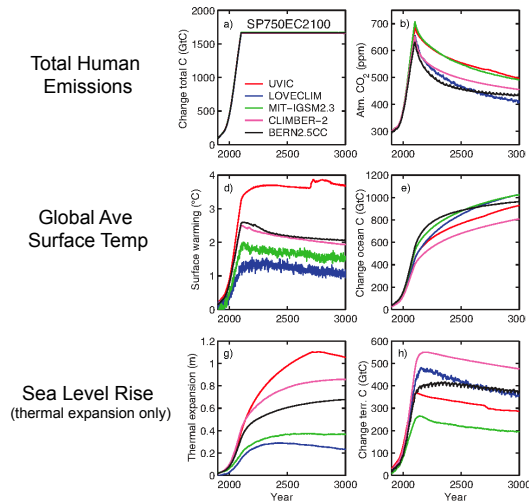 Total Human
Emissions
a) SP750EC2100
Change total C (GtC)
2000
1500
1000
500
0
UVIC
LOVECLIM
MIT-IGSM2.3
CLIMBER-2
BERN2.5CC
2000 2500 3000
b)
Atm. CO2 (ppm)
700
600
500
400
300
2000 2500 3000
Global Ave
Surface Temp
d)
Surface warming (°C)
4
3
2
1
0
2000 2500 3000
e)
Change ocean C (GtC)
1200
1000
800
600
400
200
0
2000 2500 3000
Sea Level Rise
(thermal expansion only)
g)
Thermal expansion (m)
1.2
1
0.8
0.6
0.4
0.2
0
2000 2500 3000
Year
h)
Change terr. C (GtC)
600
500
400
300
200
100
0
2000 2500 3000
Year